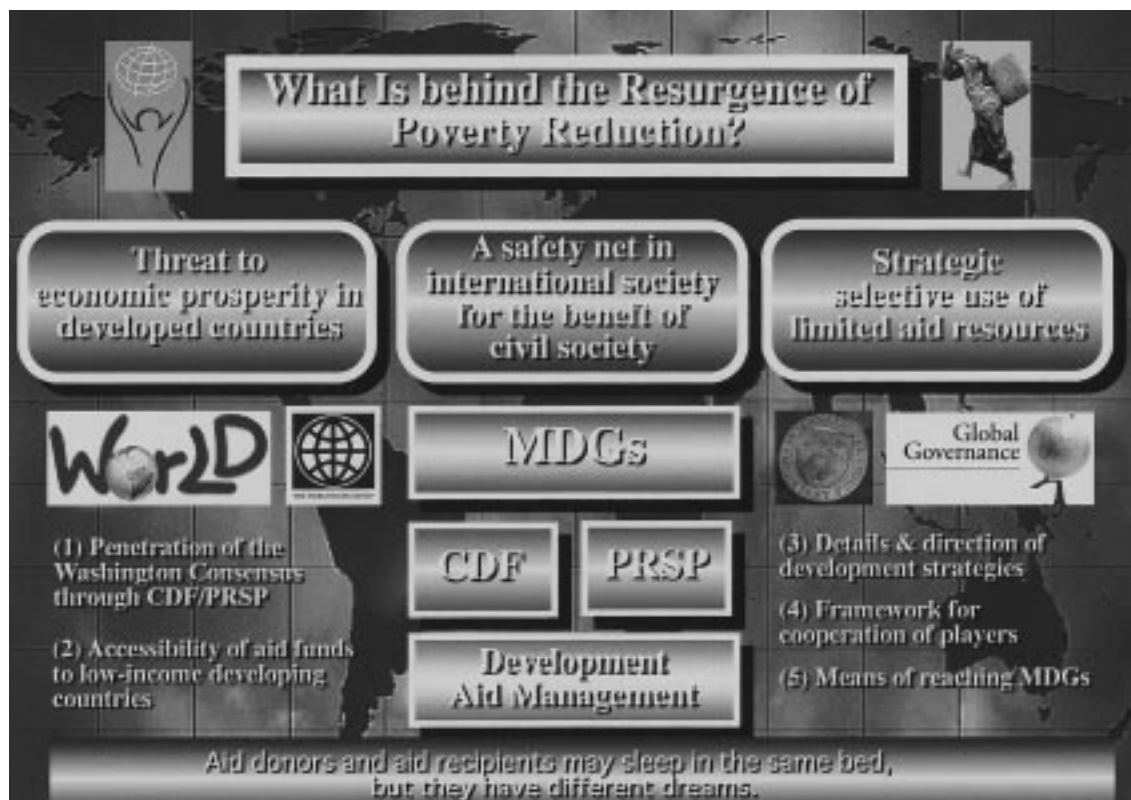 What Is behind the Resurgence of
Poverty Reduction?
Threat to
economic prosperity in
developed countries
A safety net in
international society
for the beneft of
civil society
Strategic
selective use of
limited aid resources
WorLD
MDGs
Global
Governance
(1) Penetration of the
Washington Consensus
through CDF/PRSP
(2) Accessibility of aid funds
to low-income developing
countries
CDF
PRSP
Development
Aid Management
(3) Details & direction of
development strategies
(4) Framework for
cooperation of players
(5) Means of reaching MDGs
Aid donors and aid recipients may sleep in the same bed,
but they have different dreams.